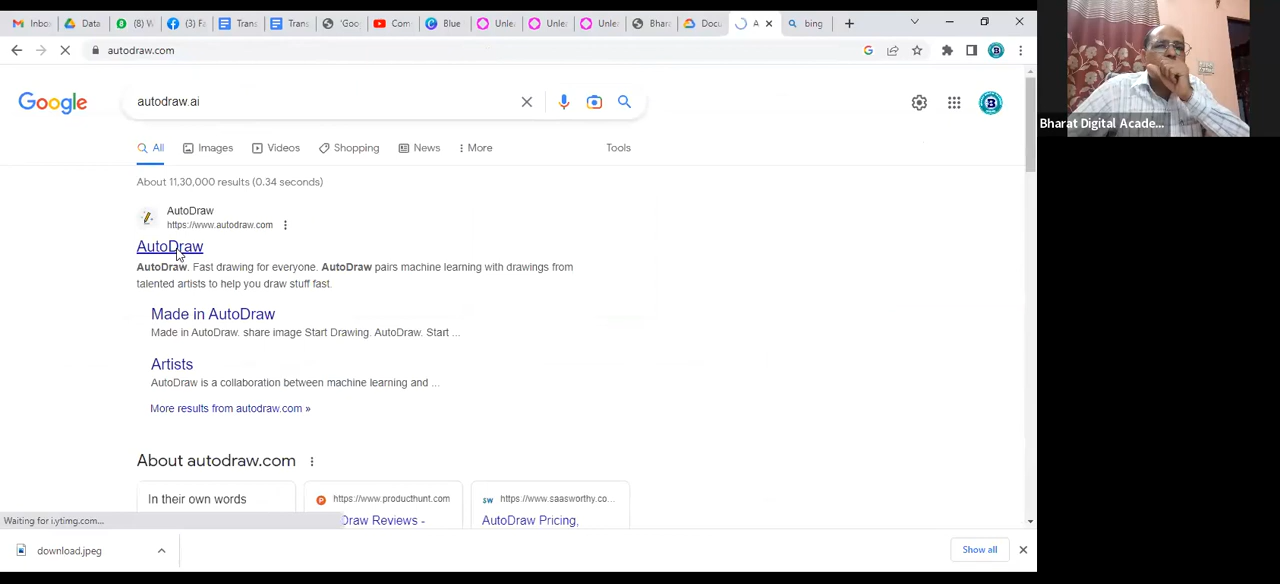 Inbo
Data
(8) W
(3) Fa
Trans
Trans
'Goo
Com
Blue
Unle
Unle
Unle
Bhara
Docu
A
bing
autodraw.com
Google
autodraw.ai
All
Images
Videos
Shopping
News
More
Tools
About 11,30,000 results (0.34 seconds)
AutoDraw
https://www.autodraw.com
AutoDraw
AutoDraw. Fast drawing for everyone. AutoDraw pairs machine learning with drawings from
talented artists to help you draw stuff fast.
Made in AutoDraw
Made in AutoDraw. share image Start Drawing. AutoDraw. Start ...
Artists
AutoDraw is a collaboration between machine learning and ...
More results from autodraw.com »
About autodraw.com
In their own words
https://www.producthunt.com
Draw Reviews -
https://www.saasworthy.co...
AutoDraw Pricing,
Waiting for i.ytimg.com...
download.jpeg
Show all
Bharat Digital Acade...